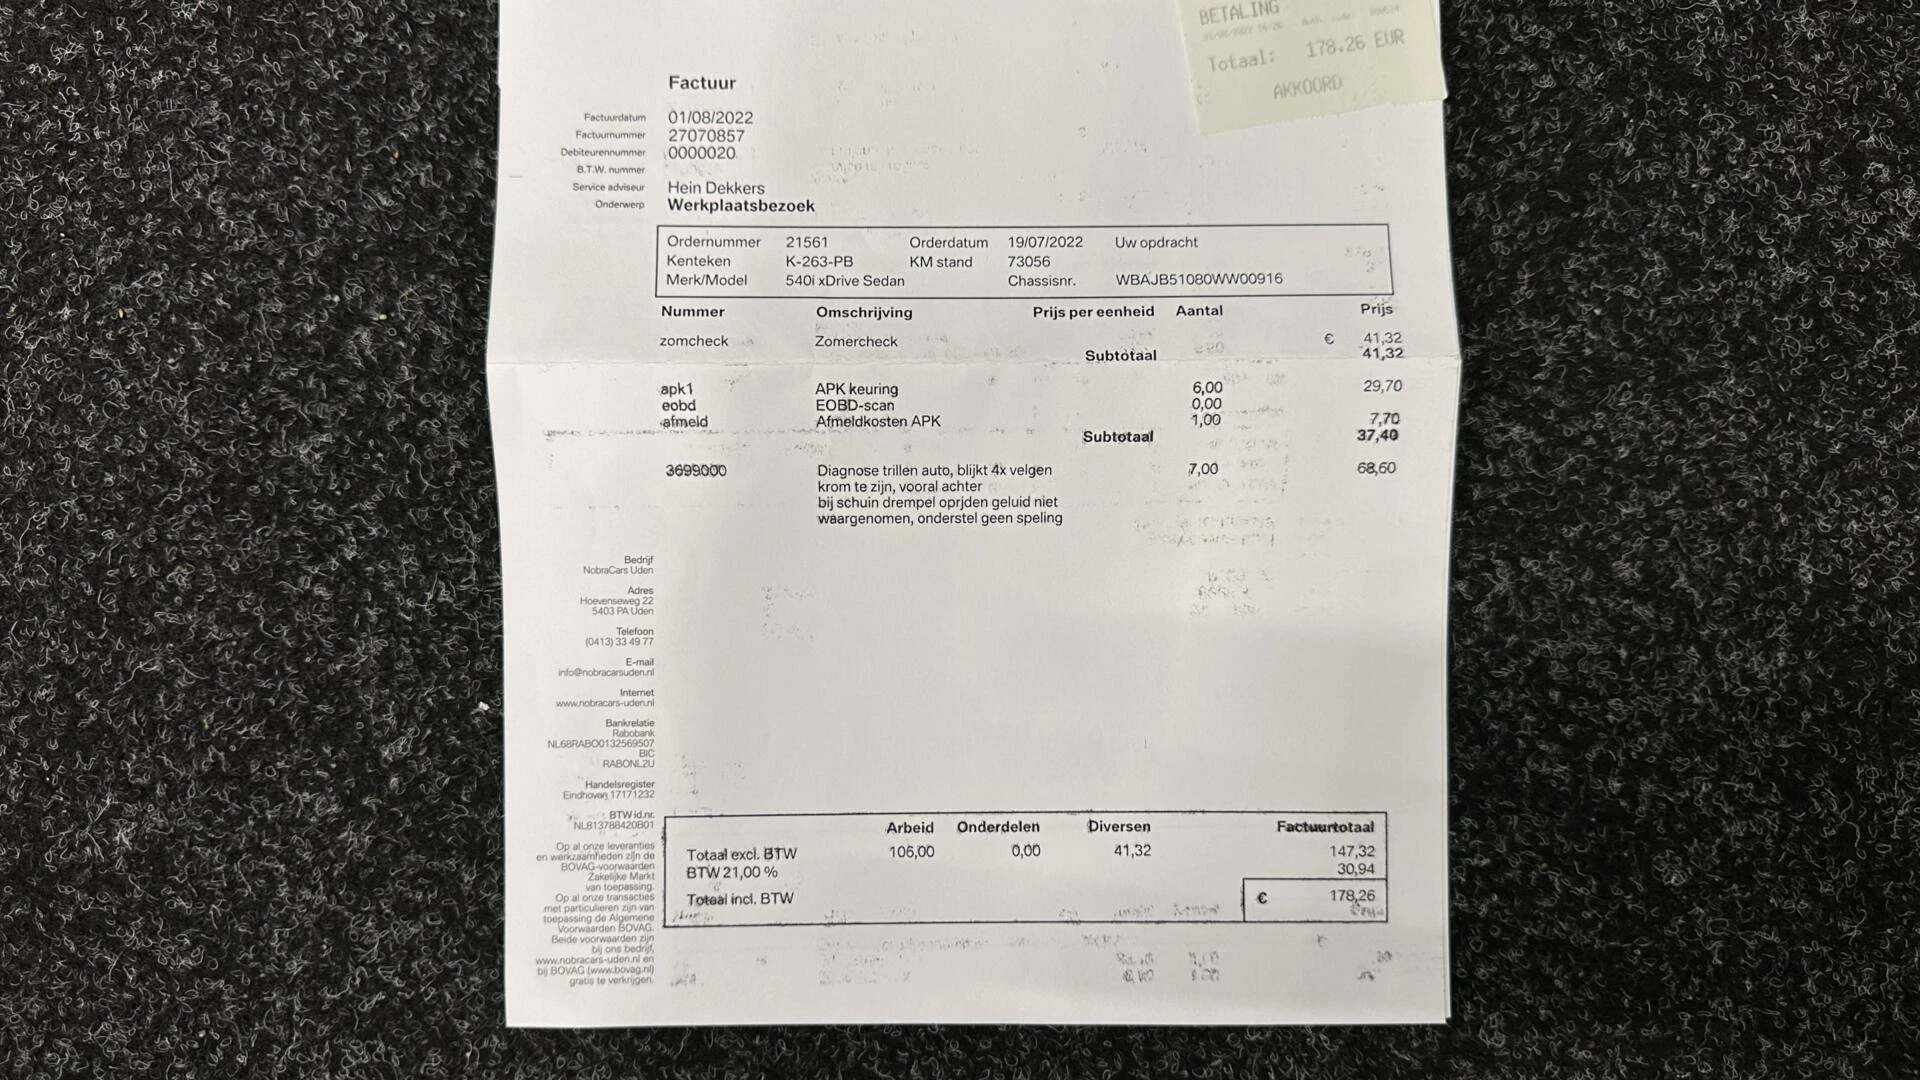 BETALING
Totaal: 178.26 EUR
AKKOORD
Factuur
Factuurdatum 01/08/2022
Factuurnummer 27070857
Debiteurennummer 0000020
B.T.W. nummer
Service adviseur Hein Dekkers
Onderwerp Werkplaatsbezoek
Ordernummer 21561 Orderdatum 19/07/2022 Uw opdracht
Kenteken K-263-PB KM stand 73056
Merk/Model 540i xDrive Sedan Chassisnr. WBAJB51080WW00916
Nummer Omschrijving Prijs per eenheid Aantal Prijs
zomcheck Zomercheck € 41,32
Subtotaal 41,32
apk1 APK keuring 6,00 29,70
eobd EOBD-scan 0,00
afmeld Afmeldkosten APK 1,00 7,70
Subtotaal 37,40
3699000 Diagnose trillen auto, blijkt 4x velgen 7,00 68,60
krom te zijn, vooral achter
bij schuin drempel oprjden geluid niet
waargenomen, onderstel geen speling
Bedrijf
NobraCars Uden
Adres
Hoevenseweg 22
5403 PA Uden
Telefoon
(0413) 33 49 77
E-mail
info@nobracarsuden.nl
Internet
www.nobracars-uden.nl
Bankrelatie
Rabobank
NL68RABO0132569507
BIC
RABONL2U
Handelsregister
Eindhoven 17171232
BTW id.nr.
NL813788420B01
Op al onze leveranties
en werkzaamheden zijn de
BOVAG-voorwaarden
Zakelijke Markt
van toepassing.
Op al onze transacties
met particulieren zijn van
toepassing de Algemene
Voorwaarden BOVAG.
Beide voorwaarden zijn
bij ons bedrijf,
www.nobracars-uden.nl en
bij BOVAG (www.bovag.nl)
gratis te verkrijgen.
Arbeid Onderdelen Diversen Factuurtotaal
Totaal excl. BTW 106,00 0,00 41,32 147,32
BTW 21,00 % 30,94
Totaal incl. BTW € 178,26